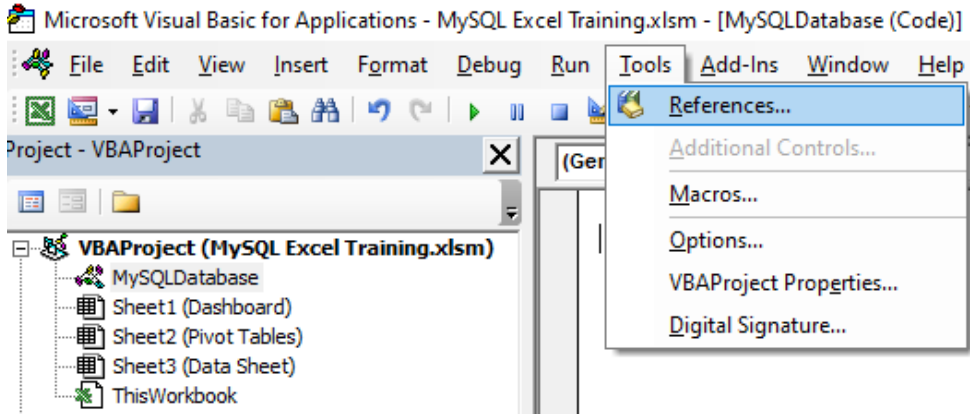 Microsoft Visual Basic for Applications - MySQL Excel Training.xlsm - [MySQLDatabase (Code)]
File Edit View Insert Format Debug Run Tools Add-Ins Window Help
References...
Additional Controls...
Macros...
Options...
VBAProject Properties...
Digital Signature...
Project - VBAProject
(Ger
VBAProject (MySQL Excel Training.xlsm)
MySQLDatabase
Sheet1 (Dashboard)
Sheet2 (Pivot Tables)
Sheet3 (Data Sheet)
ThisWorkbook